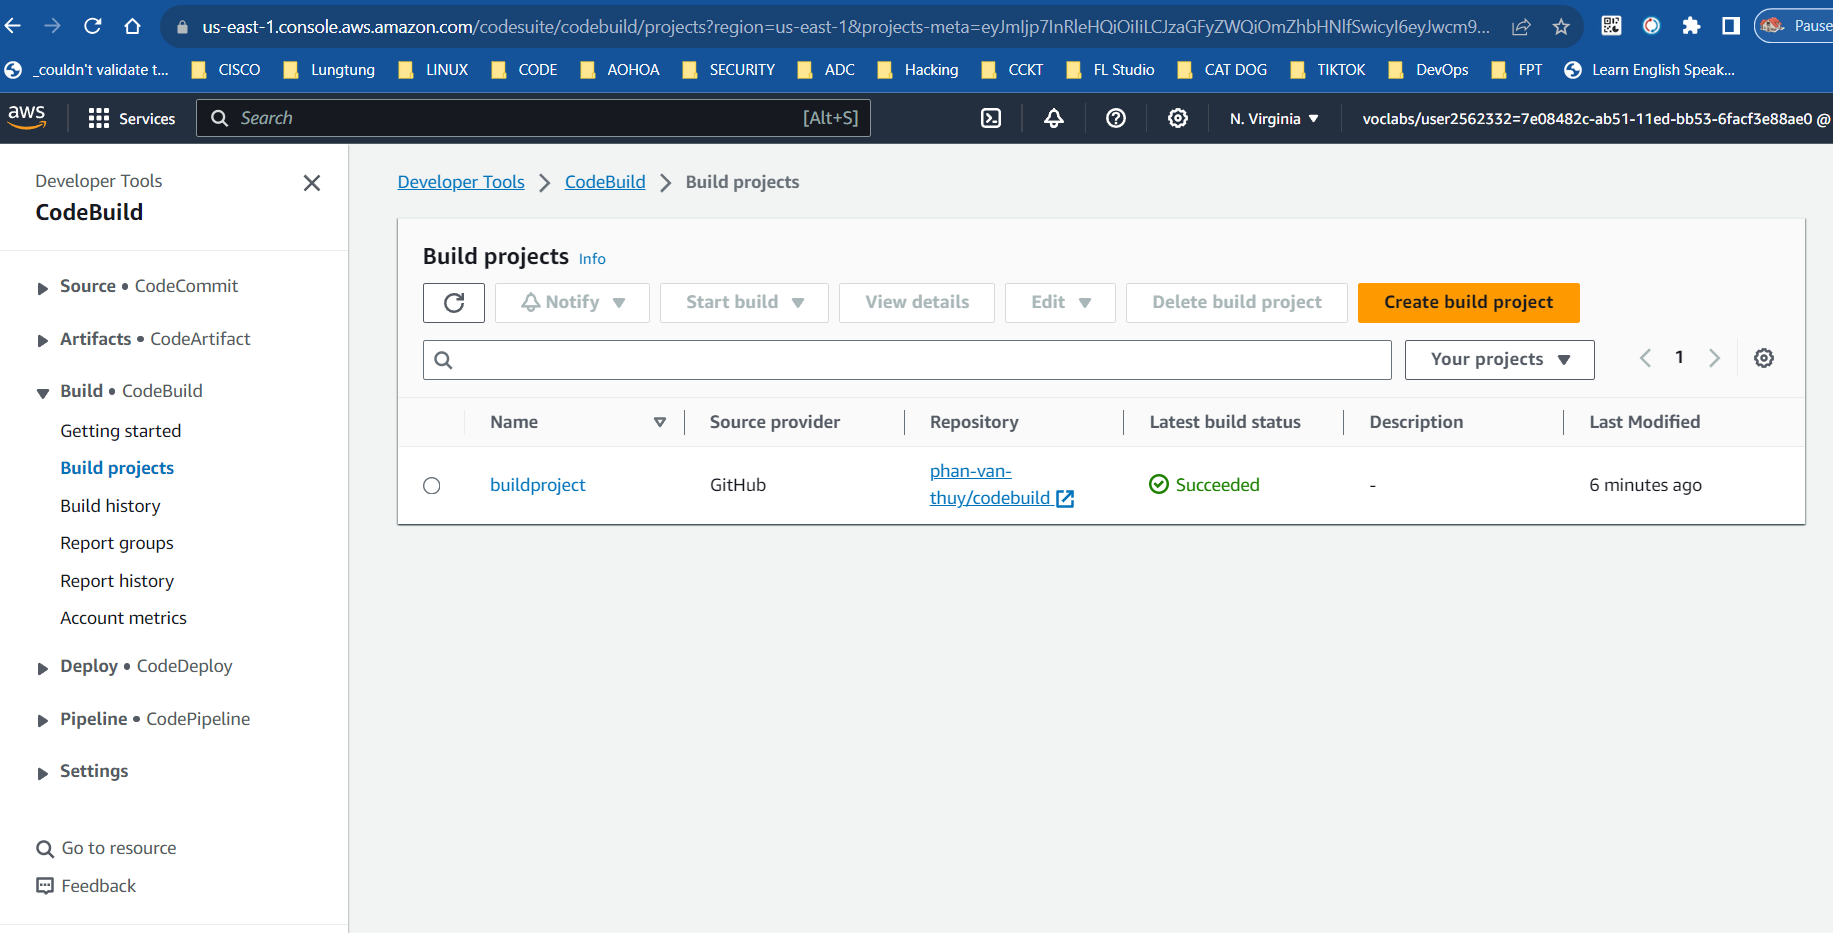 us-east-1.console.aws.amazon.com/codesuite/codebuild/projects?region=us-east-1&projects-meta=eyJmIjp7InRleHQiOiIiLCJzaGFyZWQiOmZhbHNlfSwicyI6eyJwcm9...
Pause
_couldn't validate t... CISCO Lungtung LINUX CODE AOHOA SECURITY ADC Hacking CCKT FL Studio CAT DOG TIKTOK DevOps FPT Learn English Speak...
aws Services Search [Alt+S] N. Virginia ▼ voclabs/user2562332=7e08482c-ab51-11ed-bb53-6facf3e88ae0 @
Developer Tools
CodeBuild
Source • CodeCommit
Artifacts • CodeArtifact
Build • CodeBuild
Getting started
Build projects
Build history
Report groups
Report history
Account metrics
Deploy • CodeDeploy
Pipeline • CodePipeline
Settings
Go to resource
Feedback
Developer Tools > CodeBuild > Build projects
Build projects Info
Notify Start build View details Edit Delete build project Create build project
Your projects 1
Name Source provider Repository Latest build status Description Last Modified
buildproject GitHub phan-van-
thuy/codebuild Succeeded - 6 minutes ago